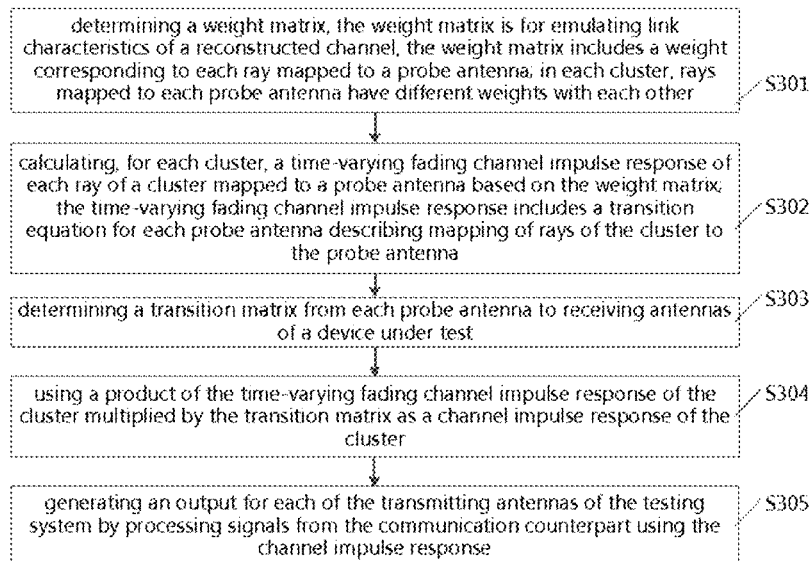 determining a weight matrix, the weight matrix is for emulating link
characteristics of a reconstructed channel, the weight matrix includes a weight
corresponding to each ray mapped to a probe antenna; in each cluster, rays
mapped to each probe antenna have different weights with each other
S301
calculating, for each cluster, a time-varying fading channel impulse response of
each ray of a cluster mapped to a probe antenna based on the weight matrix;
the time-varying fading channel impulse response includes a transition
equation for each probe antenna describing mapping of rays of the cluster to
the probe antenna
S302
determining a transition matrix from each probe antenna to receiving antennas
of a device under test
S303
using a product of the time-varying fading channel impulse response of the
cluster multiplied by the transition matrix as a channel impulse response of the
cluster
S304
generating an output for each of the transmitting antennas of the testing
system by processing signals from the communication counterpart using the
channel impulse response
S305